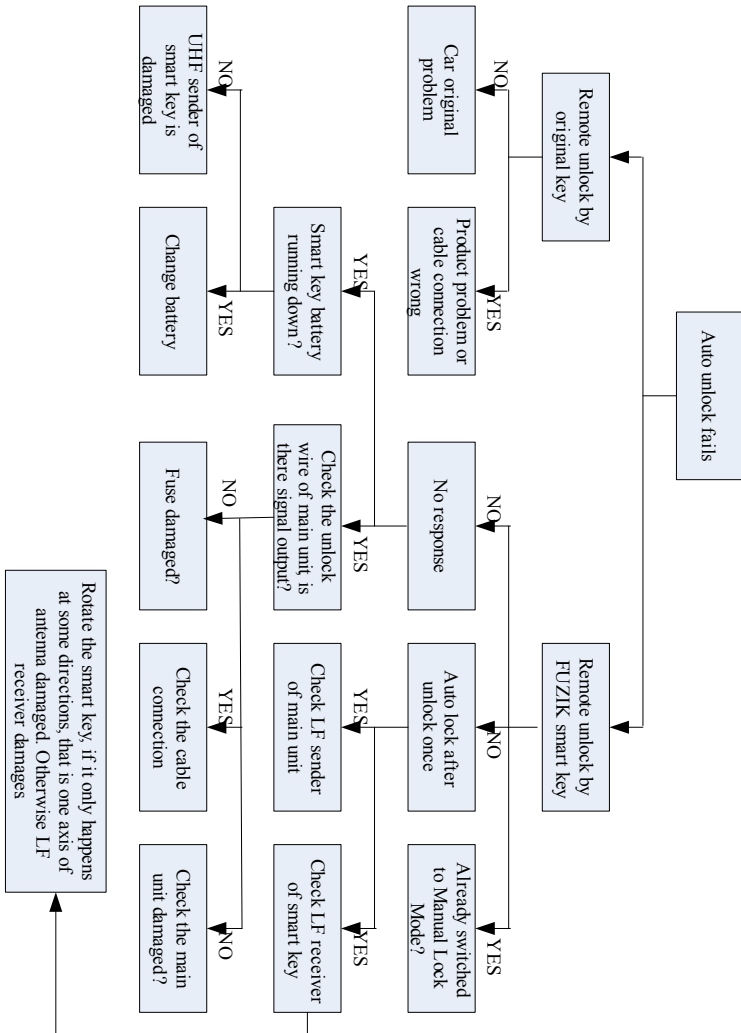 Auto unlock fails
Remote unlock by
original key
Remote unlock by
FUZIK smart key
NO
YES
NO
NO
YES
Car original
problem
Product problem or
cable connection
wrong
No response
Auto lock after
unlock once
Already switched
to Manual Lock
Mode?
YES
YES
YES
Smart key battery
running down?
Check the unlock
wire of main unit, is
there signal output?
Check LF sender
of main unit
Check LF receiver
of smart key
NO
YES
NO
YES
NO
UHF sender of
smart key is
damaged
Change battery
Fuse damaged?
Check the cable
connection
Check the main
unit damaged?
Rotate the smart key, if it only happens
at some directions, that is one axis of
antenna damaged. Otherwise LF
receiver damages